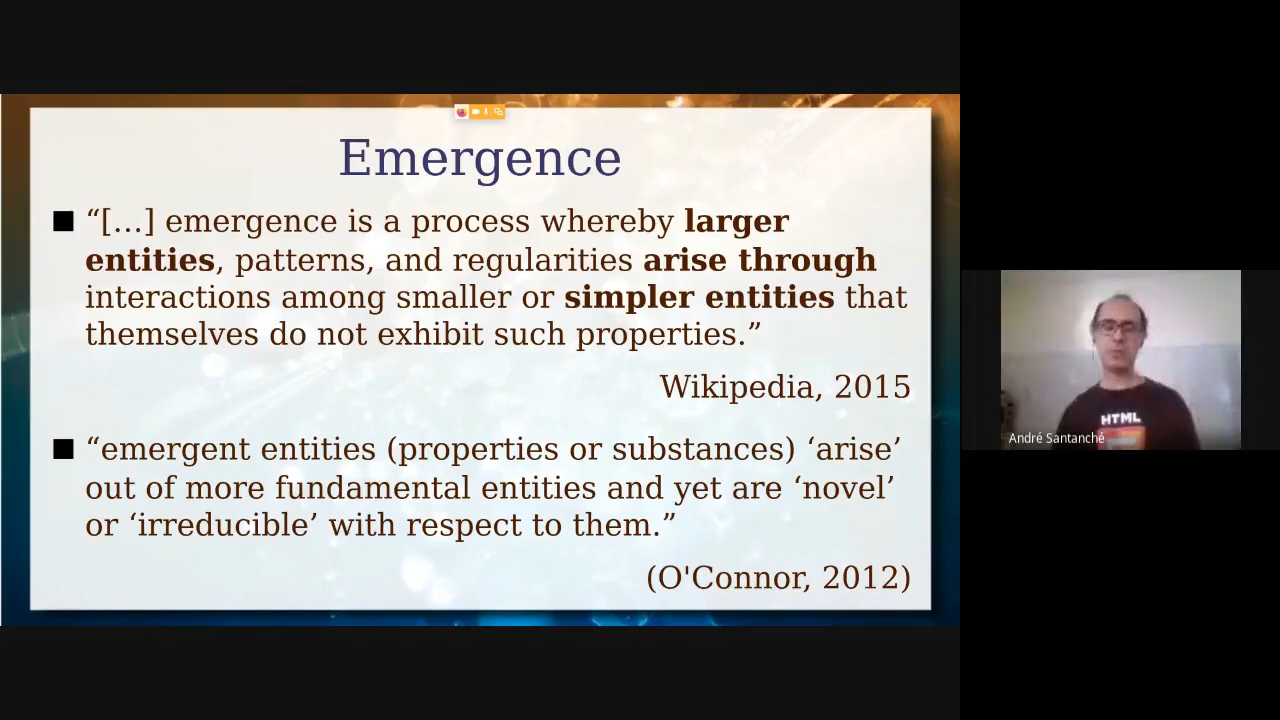 Emergence
■ “[…] emergence is a process whereby larger
entities, patterns, and regularities arise through
interactions among smaller or simpler entities that
themselves do not exhibit such properties.”
Wikipedia, 2015
■ “emergent entities (properties or substances) ‘arise’
out of more fundamental entities and yet are ‘novel’
or ‘irreducible’ with respect to them.”
(O'Connor, 2012)
HTML
André Santanchè